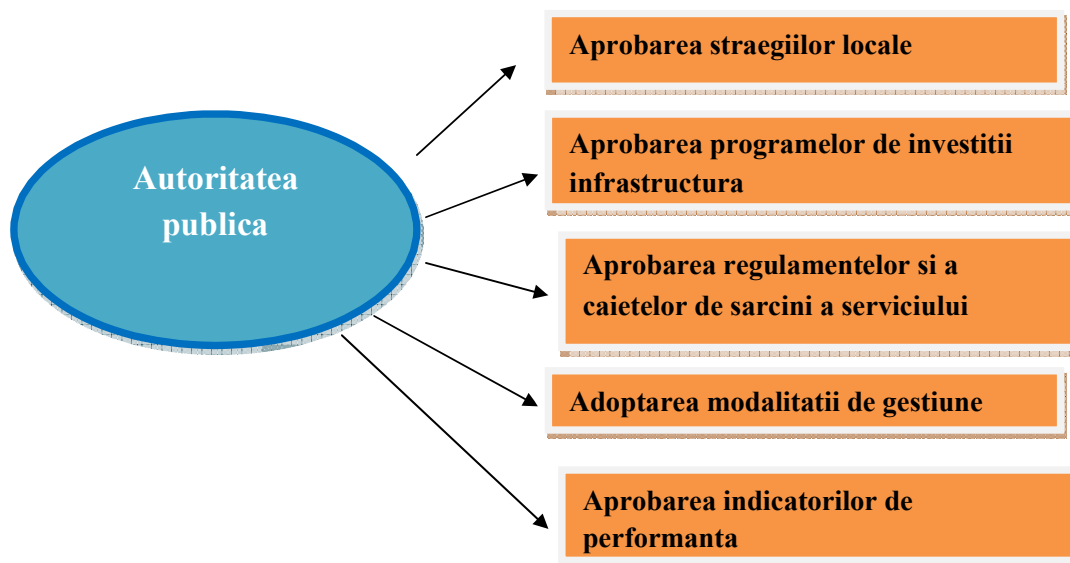 Autoritatea
publica
Aprobarea straegiilor locale
Aprobarea programelor de investitii
infrastructura
Aprobarea regulamentelor si a
caietelor de sarcini a serviciului
Adoptarea modalitatii de gestiune
Aprobarea indicatorilor de
performanta